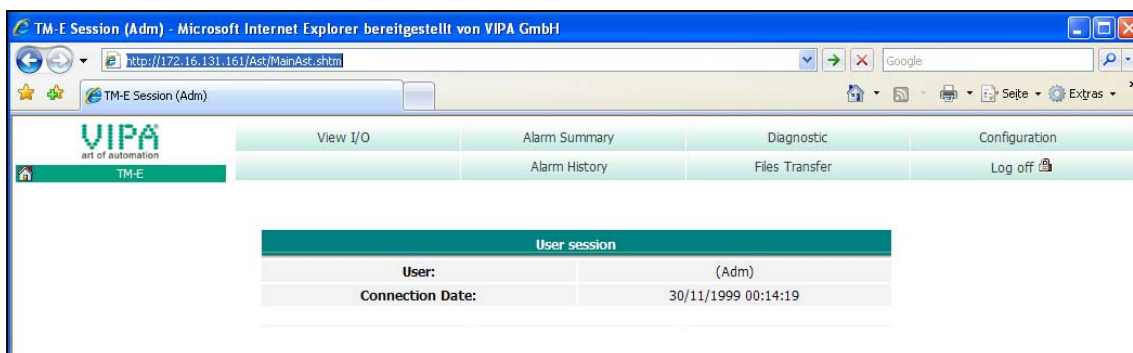 TM-E Session (Adm) - Microsoft Internet Explorer bereitgestellt von VIPA GmbH
http://172.16.131.161/Ast/MainAst.shtm Google
TM-E Session (Adm) Seite Extras
VIPA
art of automation
TM-E
View I/O Alarm Summary Diagnostic Configuration
Alarm History Files Transfer Log off
User session
User: (Adm)
Connection Date: 30/11/1999 00:14:19